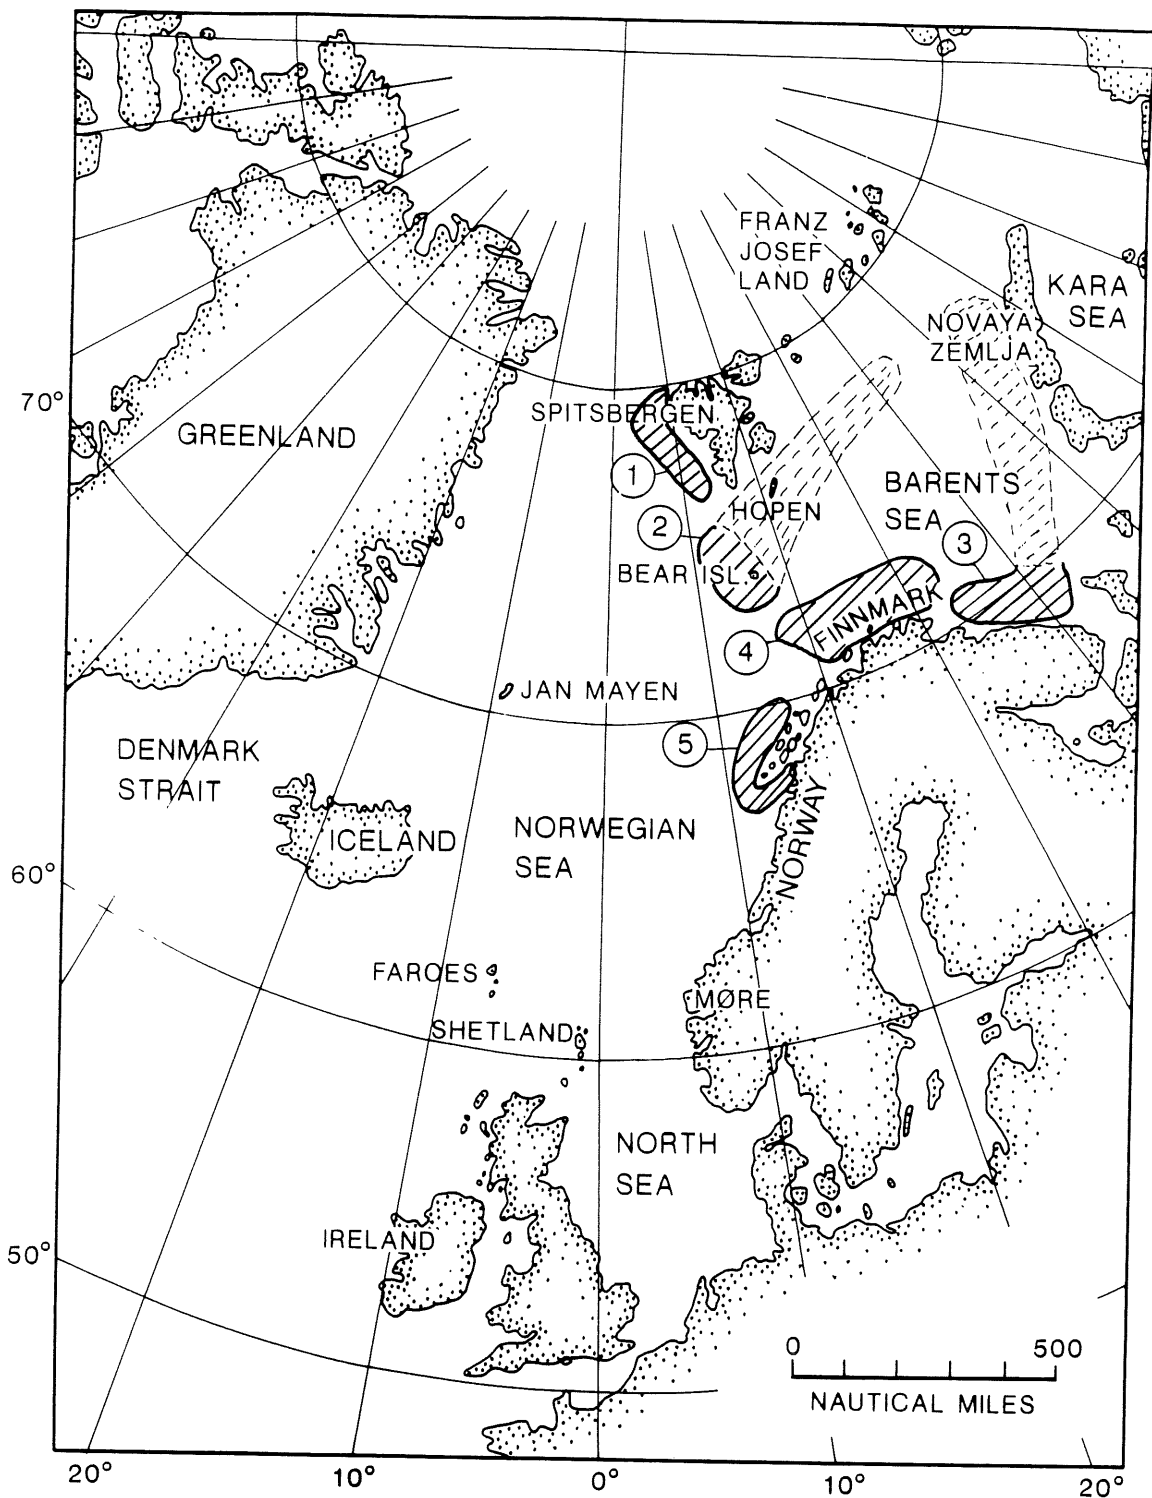 FRANZ
JOSEF
LAND
KARA
SEA
NOVAYA
ZEMLJA
70°
SPITSBERGEN
GREENLAND
1
BARENTS
SEA
HOPEN
2
3
BEAR ISL.
FINNMARK
4
JAN MAYEN
5
DENMARK
STRAIT
NORWEGIAN
SEA
ICELAND
NORWAY
60°
FAROES
MØRE
SHETLAND
NORTH
SEA
IRELAND
50°
0 500
NAUTICAL MILES
20° 10° 0° 10° 20°